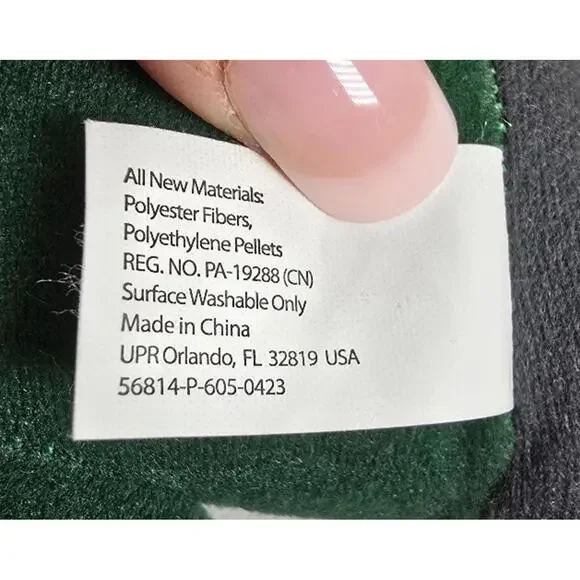 All New Materials:
Polyester Fibers,
Polyethylene Pellets
REG. NO. PA-19288 (CN)
Surface Washable Only
Made in China
UPR Orlando, FL 32819 USA
56814-P-605-0423